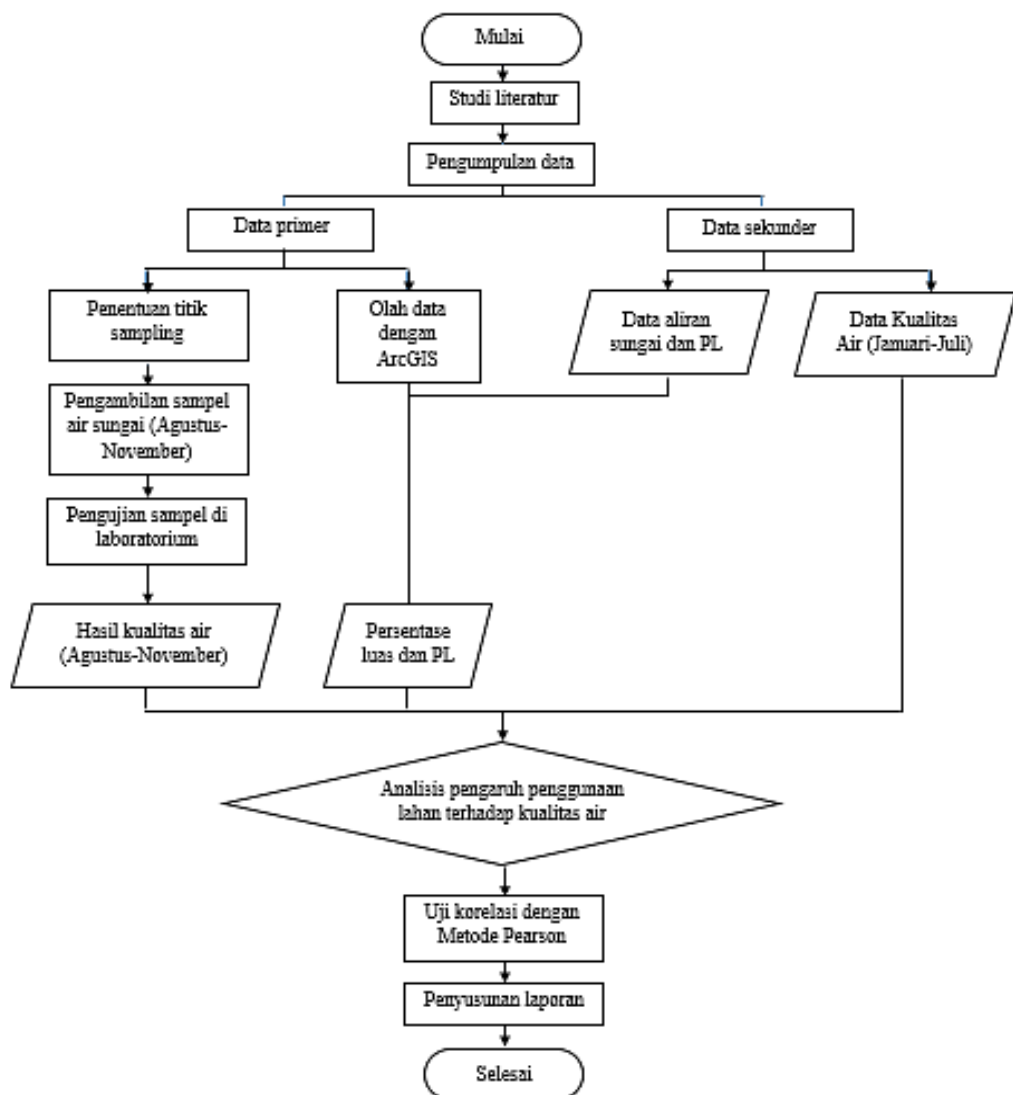 Mulai
Studi literatur
Pengumpulan data
Data primer
Data sekunder
Penentuan titik
sampling
Olah data
dengan
ArcGIS
Data aliran
sungai dan PL
Data Kualitas
Air (Januari-Juli)
Pengambilan sampel
air sungai (Agustus-
November)
Pengujian sampel di
laboratorium
Hasil kualitas air
(Agustus-November)
Persentase
luas dan PL
Analisis pengaruh penggunaan
lahan terhadap kualitas air
Uji korelasi dengan
Metode Pearson
Penyusunan laporan
Selesai